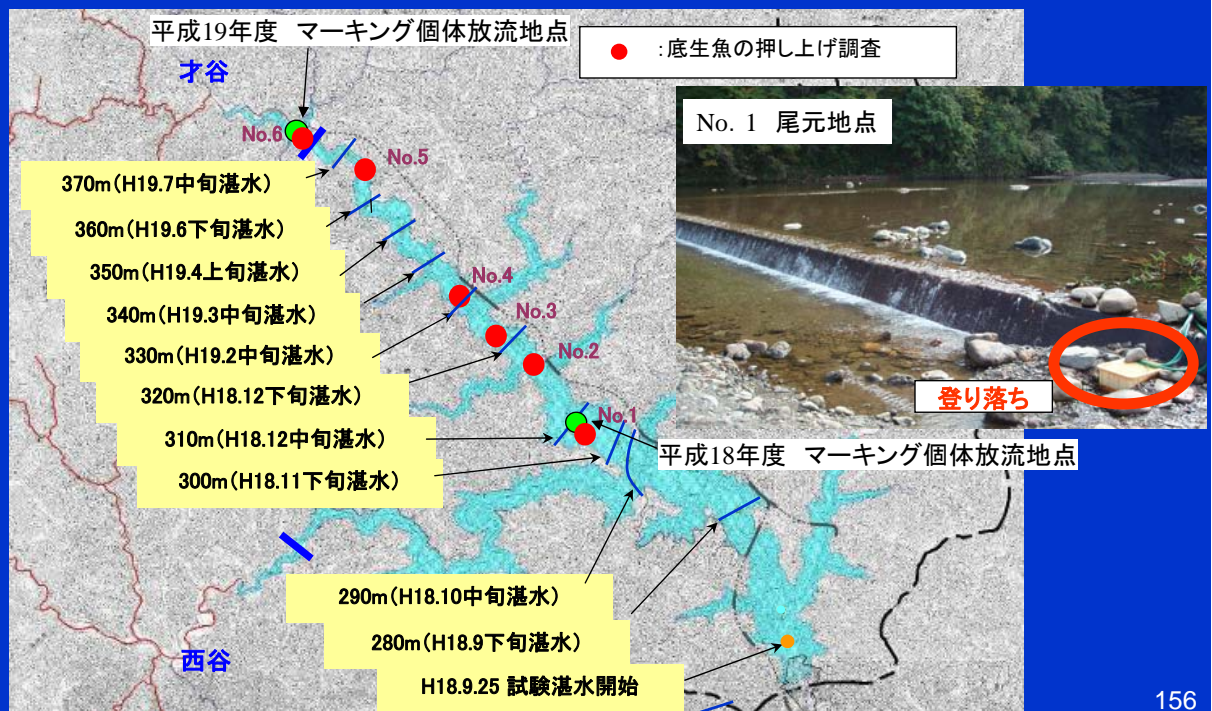 平成19年度 マーキング個体放流地点
●:底生魚の押し上げ調査
才谷
No.6
No.5
370m(H19.7中旬湛水)
360m(H19.6下旬湛水)
350m(H19.4上旬湛水)
340m(H19.3中旬湛水)
330m(H19.2中旬湛水)
320m(H18.12下旬湛水)
310m(H18.12中旬湛水)
300m(H18.11下旬湛水)
No.4
No.3
No.2
No.1
No. 1 尾元地点
登り落ち
平成18年度 マーキング個体放流地点
290m(H18.10中旬湛水)
280m(H18.9下旬湛水)
H18.9.25 試験湛水開始
西谷
156